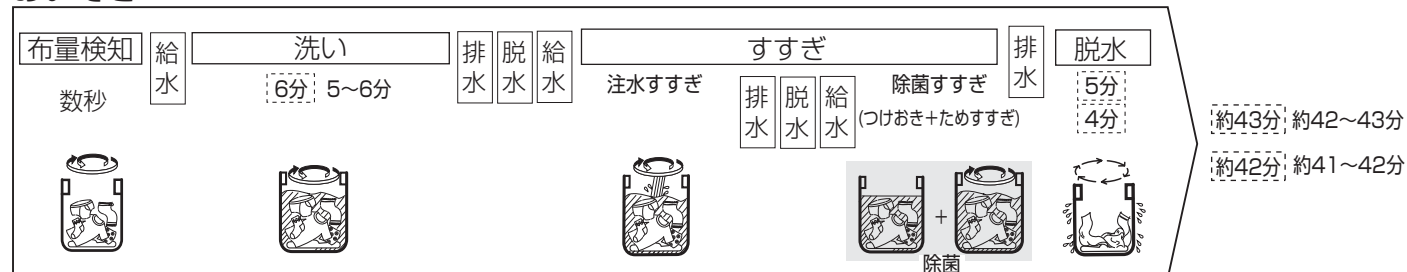 布量検知
給水
洗い
排水
脱水
給水
すすぎ
排水
脱水
数秒
6分 5~6分
注水すすぎ
排水
脱水
給水
除菌すすぎ
(つけおき+ためすすぎ)
5分
4分
約43分 約42~43分
約42分 約41~42分
+
除菌